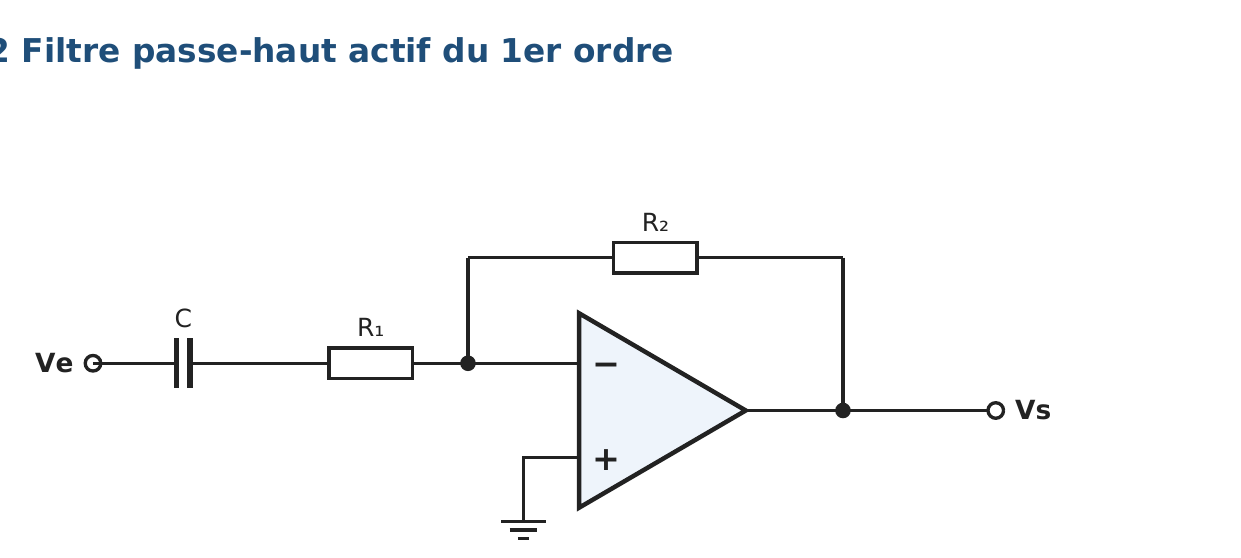 2 Filtre passe-haut actif du 1er ordre
R₂
C
R₁
Ve
−
Vs
+